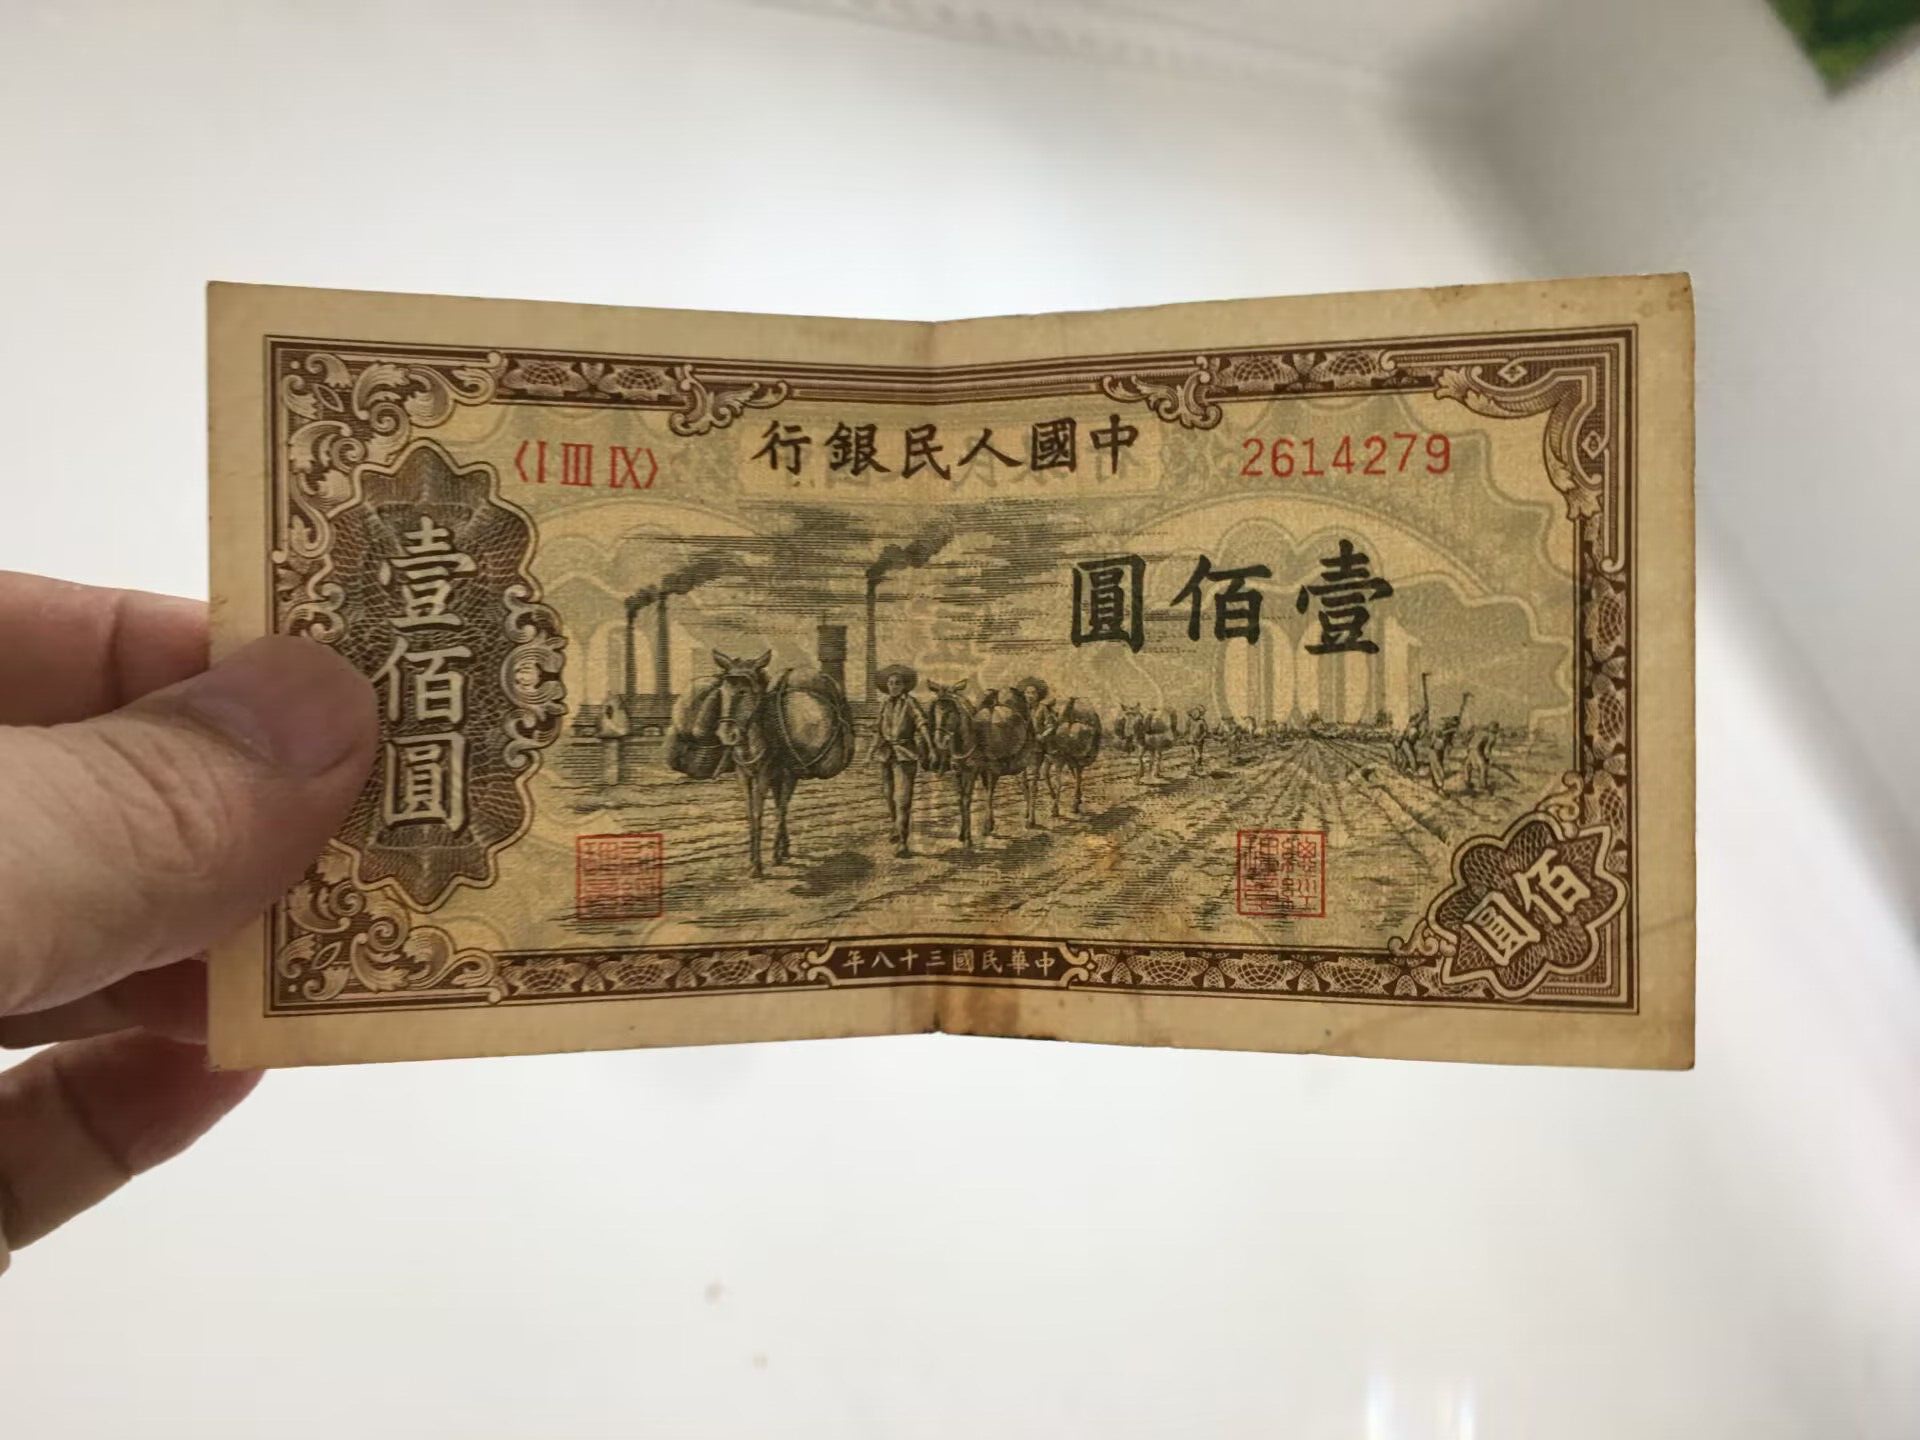 中國人民銀行
〈I III IX〉
2614279
壹佰圓
壹佰圓
佰圓
中華民國三十八年